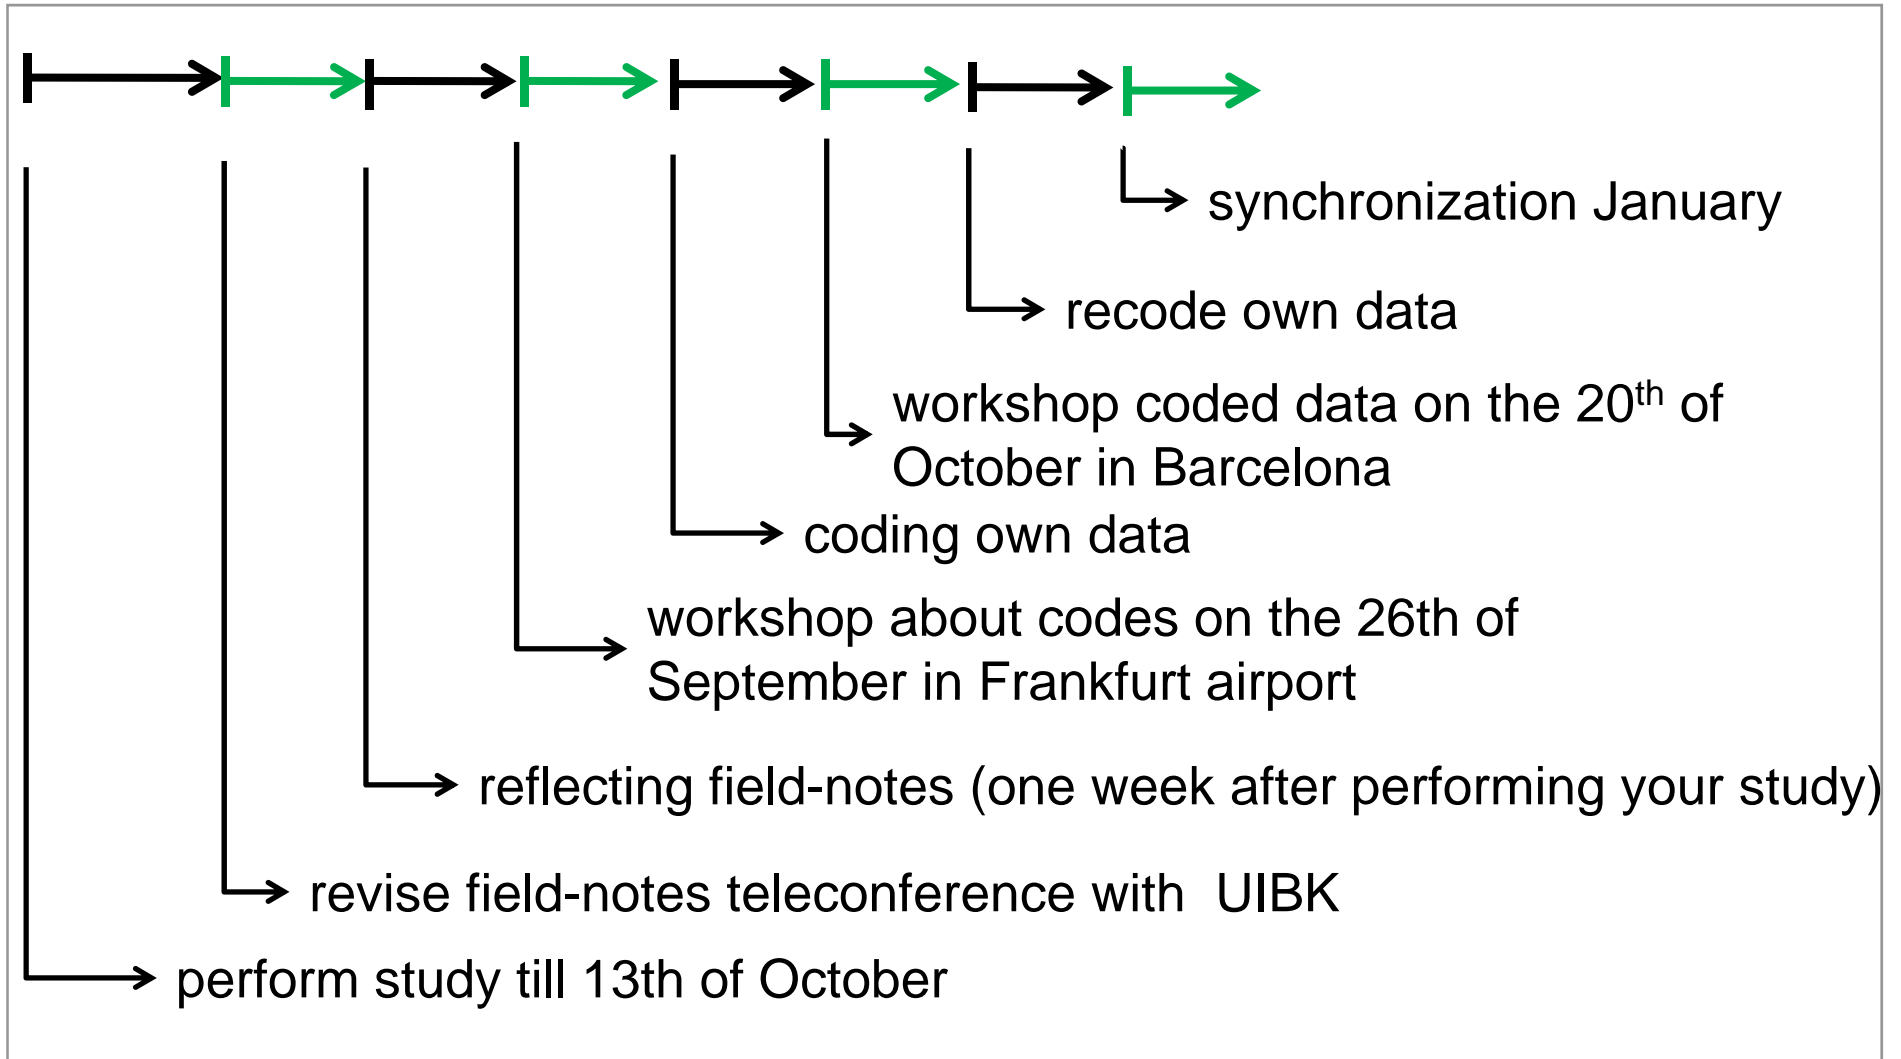 synchronization January
recode own data
workshop coded data on the 20th of
October in Barcelona
coding own data
workshop about codes on the 26th of
September in Frankfurt airport
reflecting field-notes (one week after performing your study)
revise field-notes teleconference with  UIBK
perform study till 13th of October